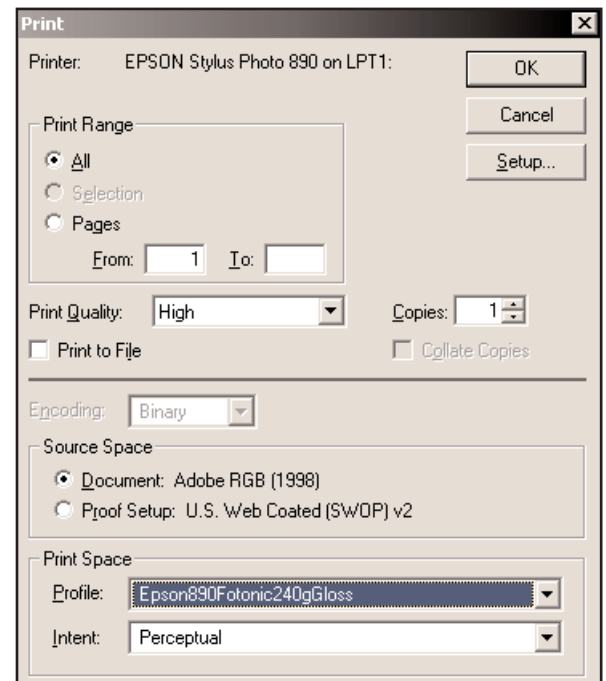 Print
Printer: EPSON Stylus Photo 890 on LPT1:
OK
Cancel
Setup...
Print Range
All
Selection
Pages
From: 1 To:
Print Quality: High
Copies: 1
Print to File
Collate Copies
Encoding: Binary
Source Space
Document: Adobe RGB (1998)
Proof Setup: U.S. Web Coated (SWOP) v2
Print Space
Profile: Epson890Fotonic240gGloss
Intent: Perceptual